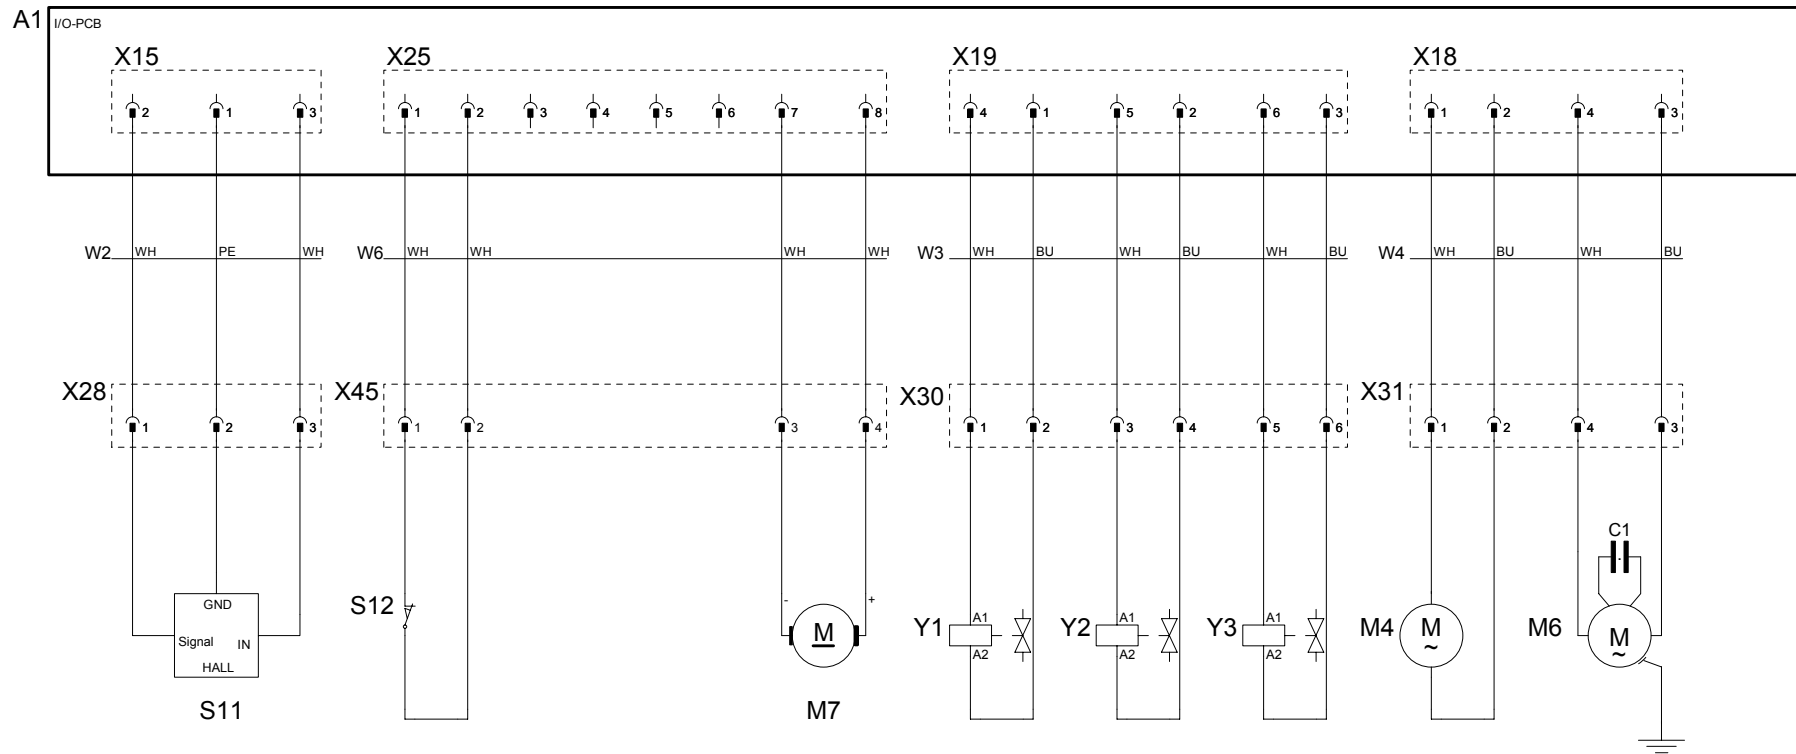 A1 I/O-PCB
X15 X25 X19 X18
2 1 3 1 2 3 4 5 6 7 8 4 1 5 2 6 3 1 2 4 3
W2 WH PE WH W6 WH WH WH WH W3 WH BU WH BU WH BU W4 WH BU WH BU
X28 X45 X30 X31
1 2 3 1 2 3 4 1 2 3 4 5 6 1 2 4 3
C1
GND S12 - + A1 A1 A1
Signal IN M Y1 Y2 Y3 M4 M ~ M6 M ~
HALL A2 A2 A2
S11 M7